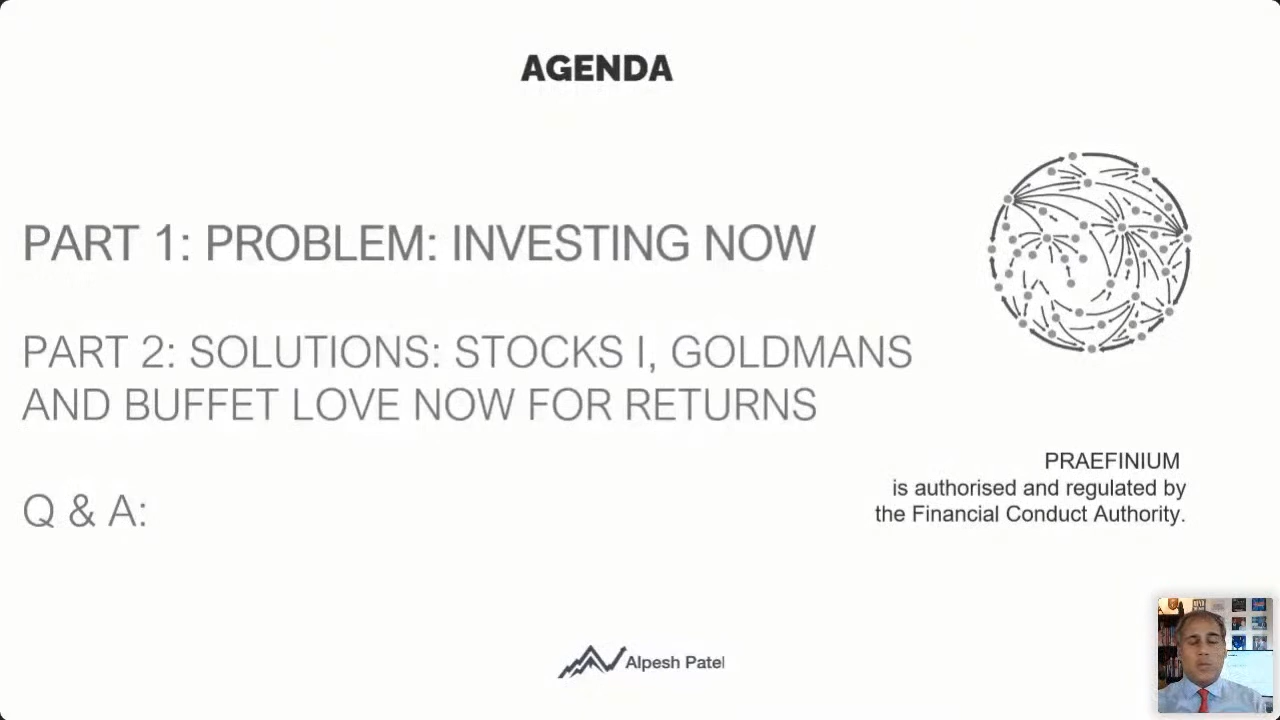 AGENDA
PART 1: PROBLEM: INVESTING NOW
PART 2: SOLUTIONS: STOCKS I, GOLDMANS
AND BUFFET LOVE NOW FOR RETURNS
Q & A:
PRAEFINIUM
is authorised and regulated by
the Financial Conduct Authority.
Alpesh Patel